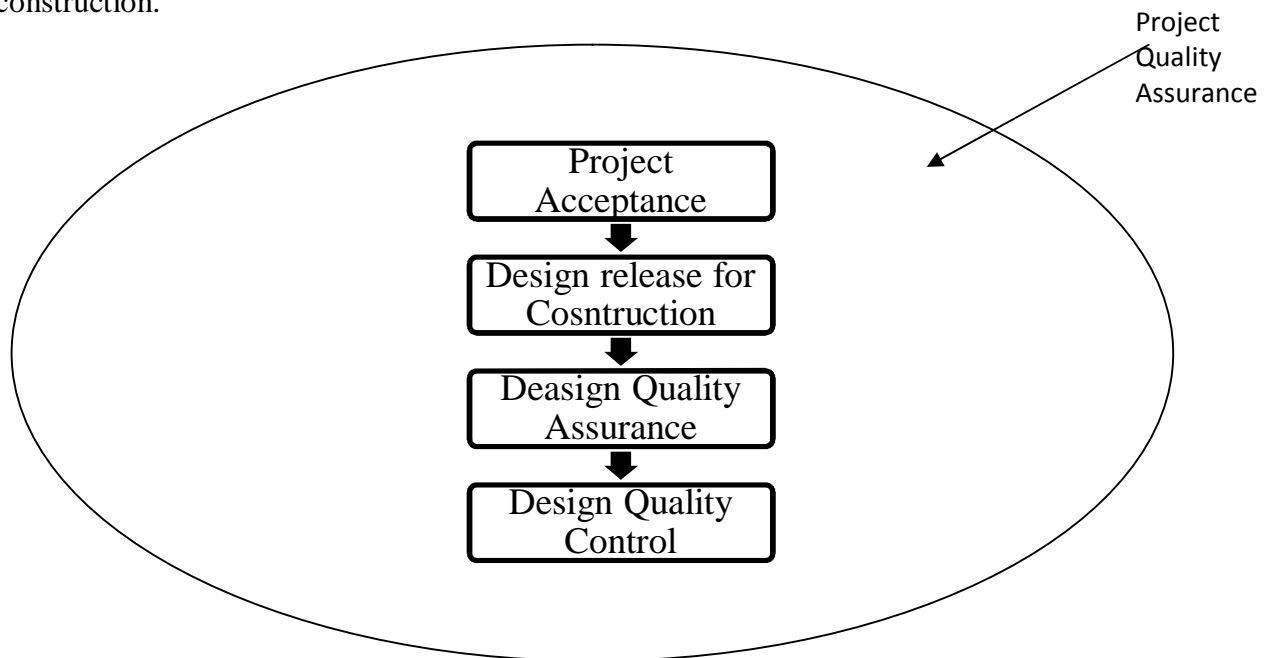 construction.
Project
Quality
Assurance
Project
Acceptance
Design release for
Cosntruction
Deasign Quality
Assurance
Design Quality
Control